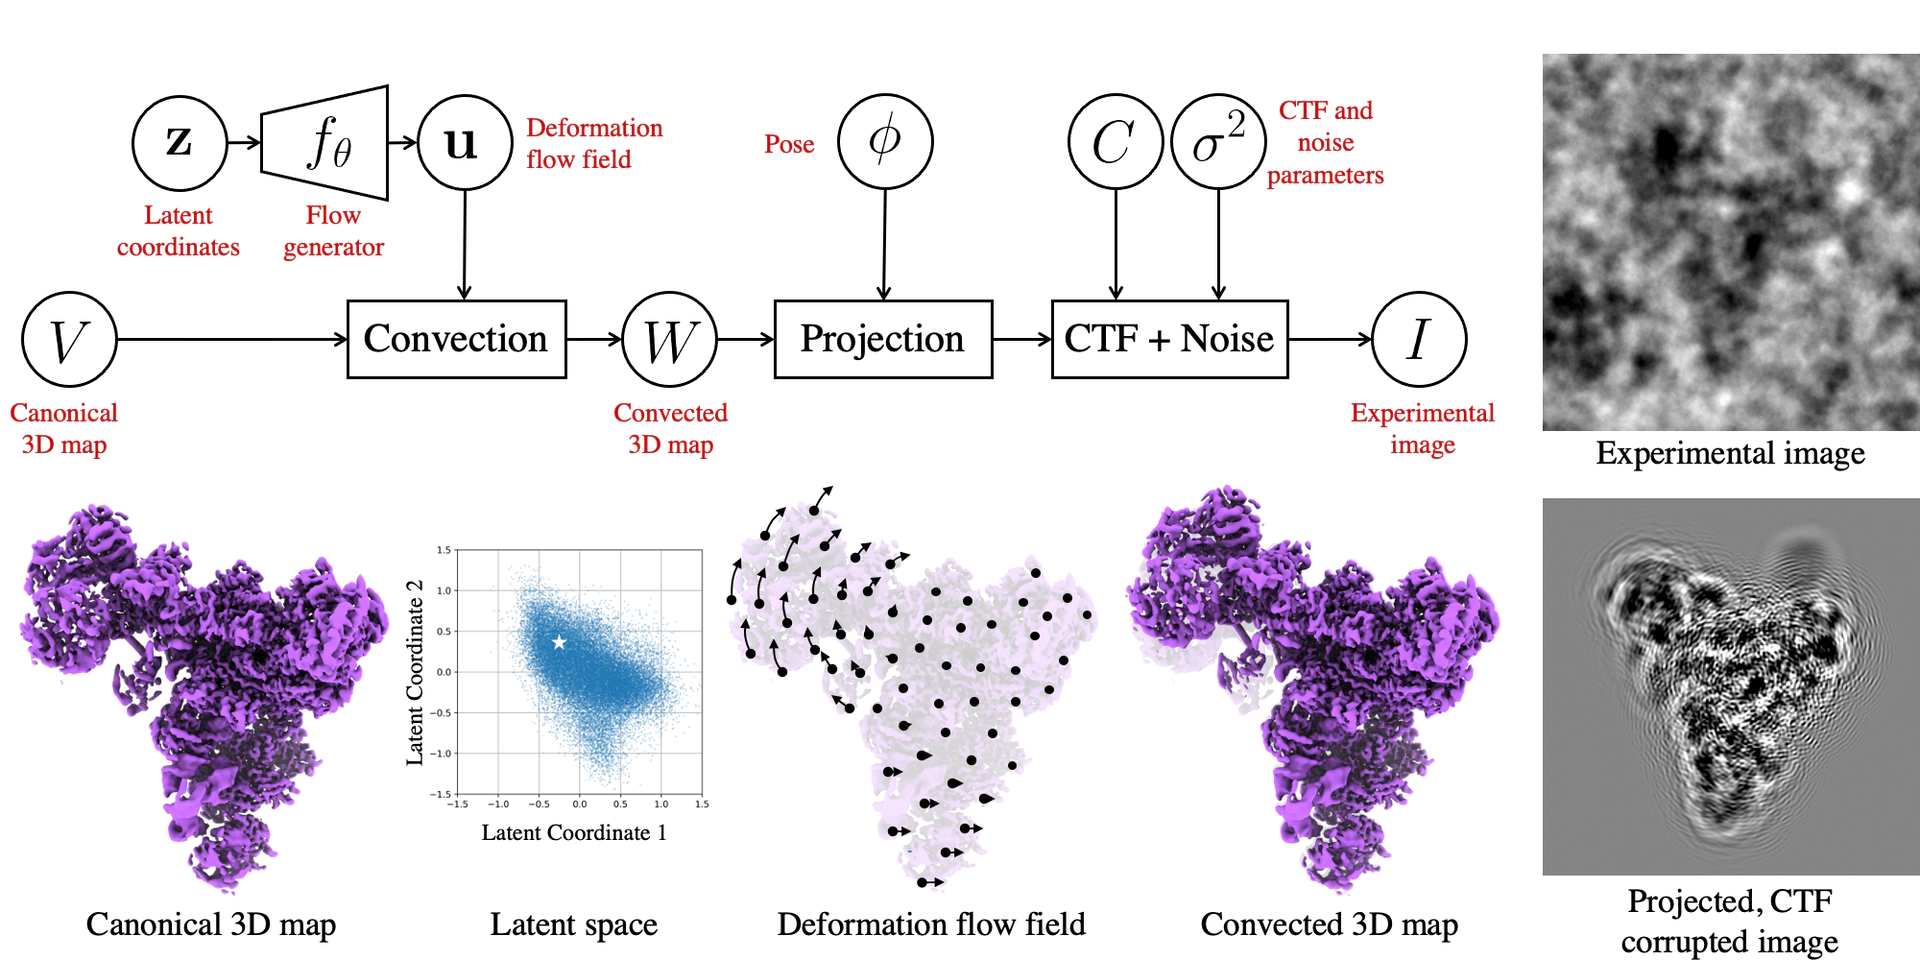 z
f_θ
u
Deformation
flow field
Latent
coordinates
Flow
generator
Pose
ϕ
C
σ²
CTF and
noise
parameters
V
Convection
W
Projection
CTF + Noise
I
Canonical
3D map
Convected
3D map
Experimental
image
Experimental image
Latent Coordinate 2
1.5
1.0
0.5
0.0
−0.5
−1.0
−1.5
−1.5 −1.0 −0.5 0.0 0.5 1.0 1.5
Latent Coordinate 1
Canonical 3D map
Latent space
Deformation flow field
Convected 3D map
Projected, CTF
corrupted image